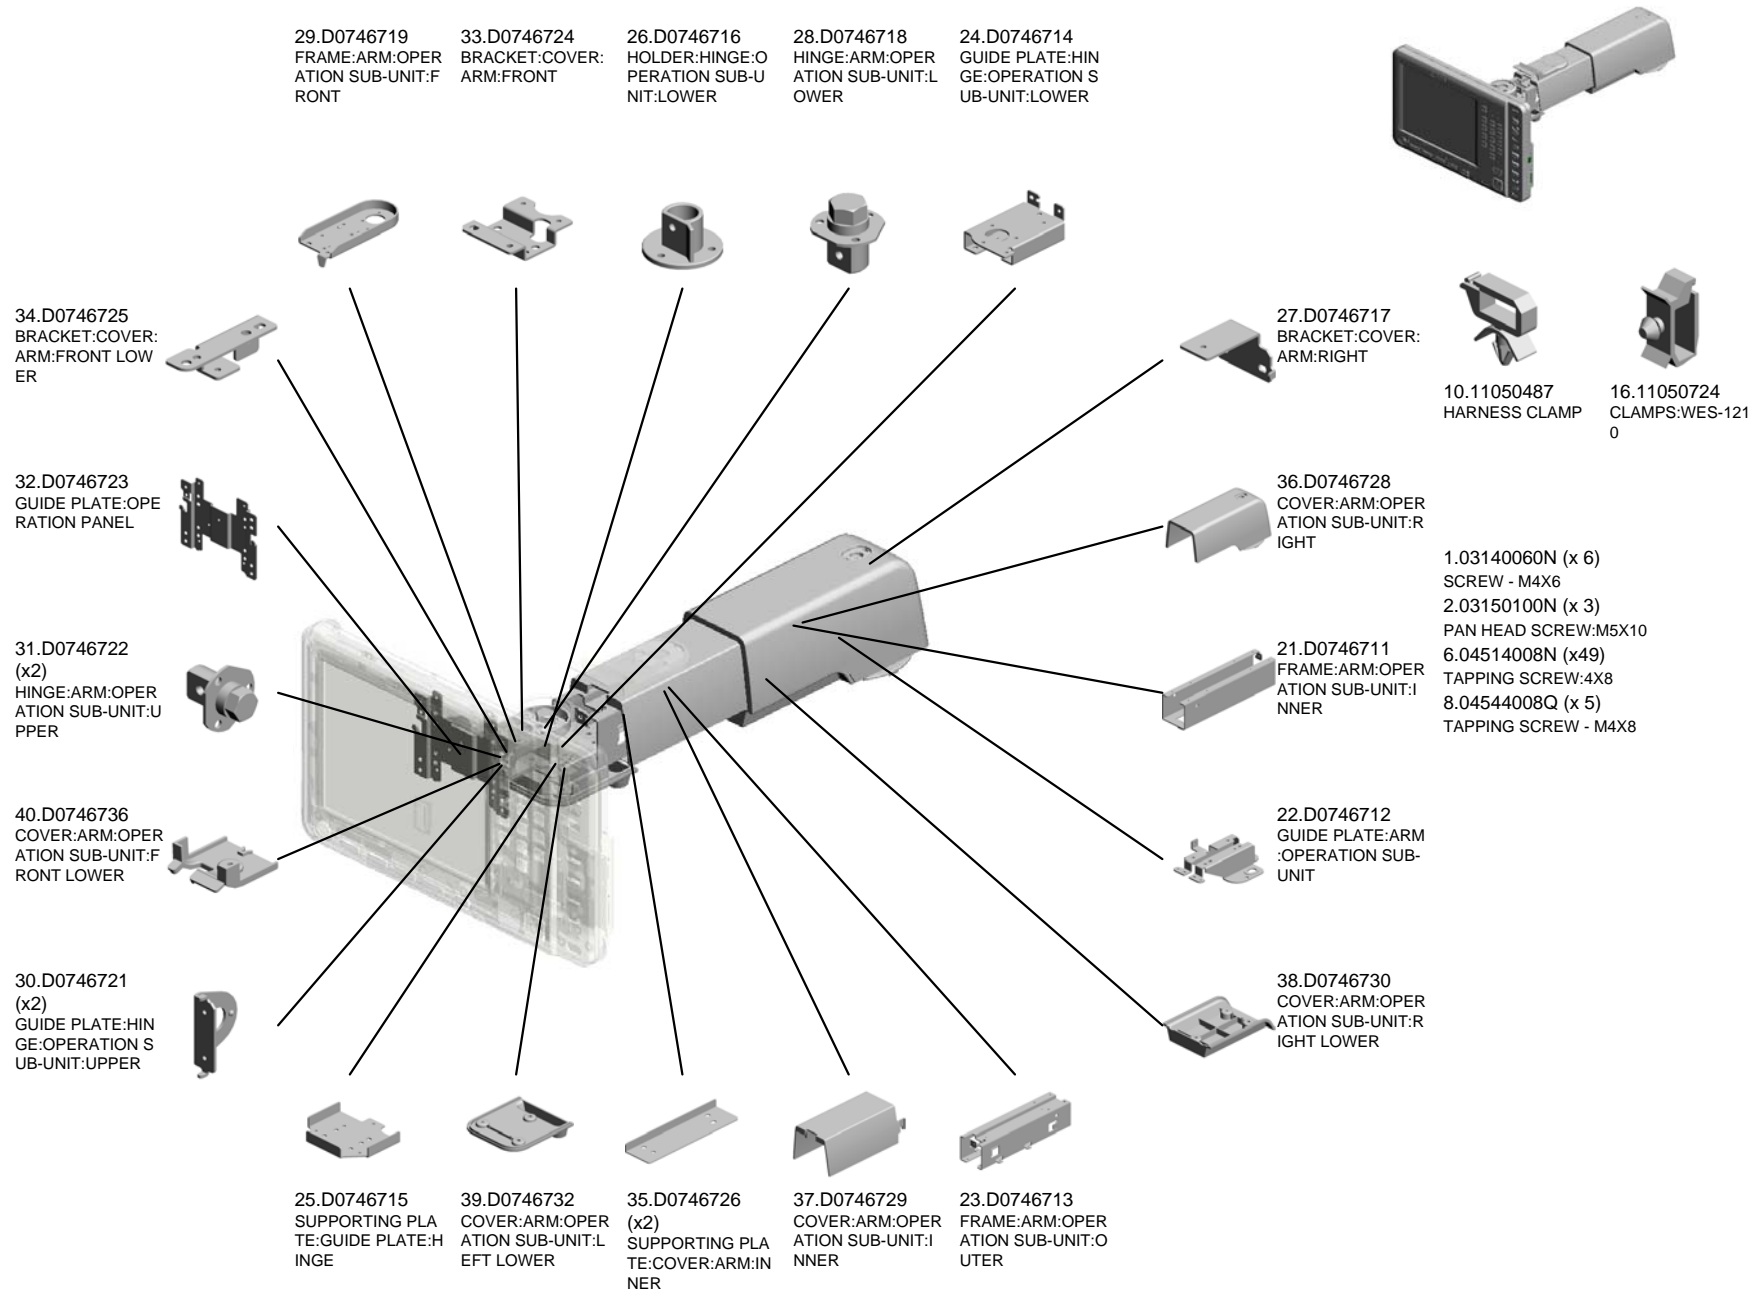 29.D0746719
FRAME:ARM:OPER
ATION SUB-UNIT:F
RONT
33.D0746724
BRACKET:COVER:
ARM:FRONT
26.D0746716
HOLDER:HINGE:O
PERATION SUB-U
NIT:LOWER
28.D0746718
HINGE:ARM:OPER
ATION SUB-UNIT:L
OWER
24.D0746714
GUIDE PLATE:HIN
GE:OPERATION S
UB-UNIT:LOWER
34.D0746725
BRACKET:COVER:
ARM:FRONT LOW
ER
27.D0746717
BRACKET:COVER:
ARM:RIGHT
10.11050487
HARNESS CLAMP
16.11050724
CLAMPS:WES-121
0
32.D0746723
GUIDE PLATE:OPE
RATION PANEL
36.D0746728
COVER:ARM:OPER
ATION SUB-UNIT:R
IGHT
1.03140060N (x 6)
SCREW - M4X6
2.03150100N (x 3)
PAN HEAD SCREW:M5X10
6.04514008N (x49)
TAPPING SCREW:4X8
8.04544008Q (x 5)
TAPPING SCREW - M4X8
31.D0746722
(x2)
HINGE:ARM:OPER
ATION SUB-UNIT:U
PPER
21.D0746711
FRAME:ARM:OPER
ATION SUB-UNIT:I
NNER
40.D0746736
COVER:ARM:OPER
ATION SUB-UNIT:F
RONT LOWER
22.D0746712
GUIDE PLATE:ARM
:OPERATION SUB-
UNIT
30.D0746721
(x2)
GUIDE PLATE:HIN
GE:OPERATION S
UB-UNIT:UPPER
38.D0746730
COVER:ARM:OPER
ATION SUB-UNIT:R
IGHT LOWER
25.D0746715
SUPPORTING PLA
TE:GUIDE PLATE:H
INGE
39.D0746732
COVER:ARM:OPER
ATION SUB-UNIT:L
EFT LOWER
35.D0746726
(x2)
SUPPORTING PLA
TE:COVER:ARM:IN
NER
37.D0746729
COVER:ARM:OPER
ATION SUB-UNIT:I
NNER
23.D0746713
FRAME:ARM:OPER
ATION SUB-UNIT:O
UTER